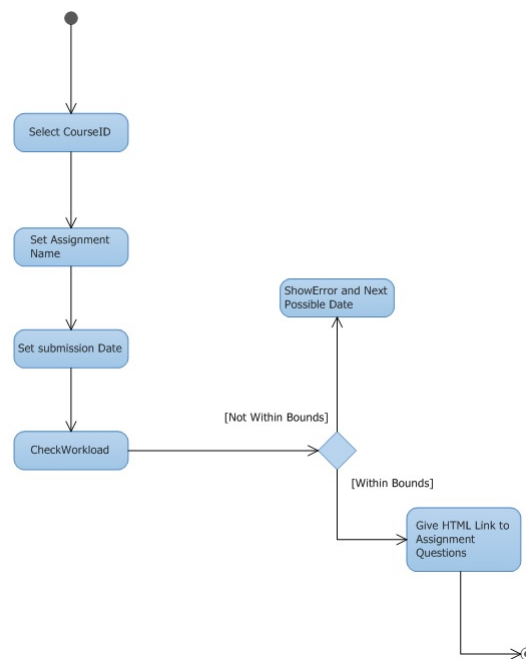 Select CourseID
Set Assignment
Name
ShowError and Next
Possible Date
Set submission Date
[Not Within Bounds]
CheckWorkload
[Within Bounds]
Give HTML Link to
Assignment
Questions